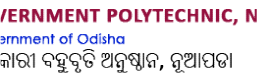 VERNMENT POLYTECHNIC, N
ernment of Odisha
କାରୀ ବହୁବୃତି ଅନୁଷ୍ଠାନ, ନୂଆପଡା